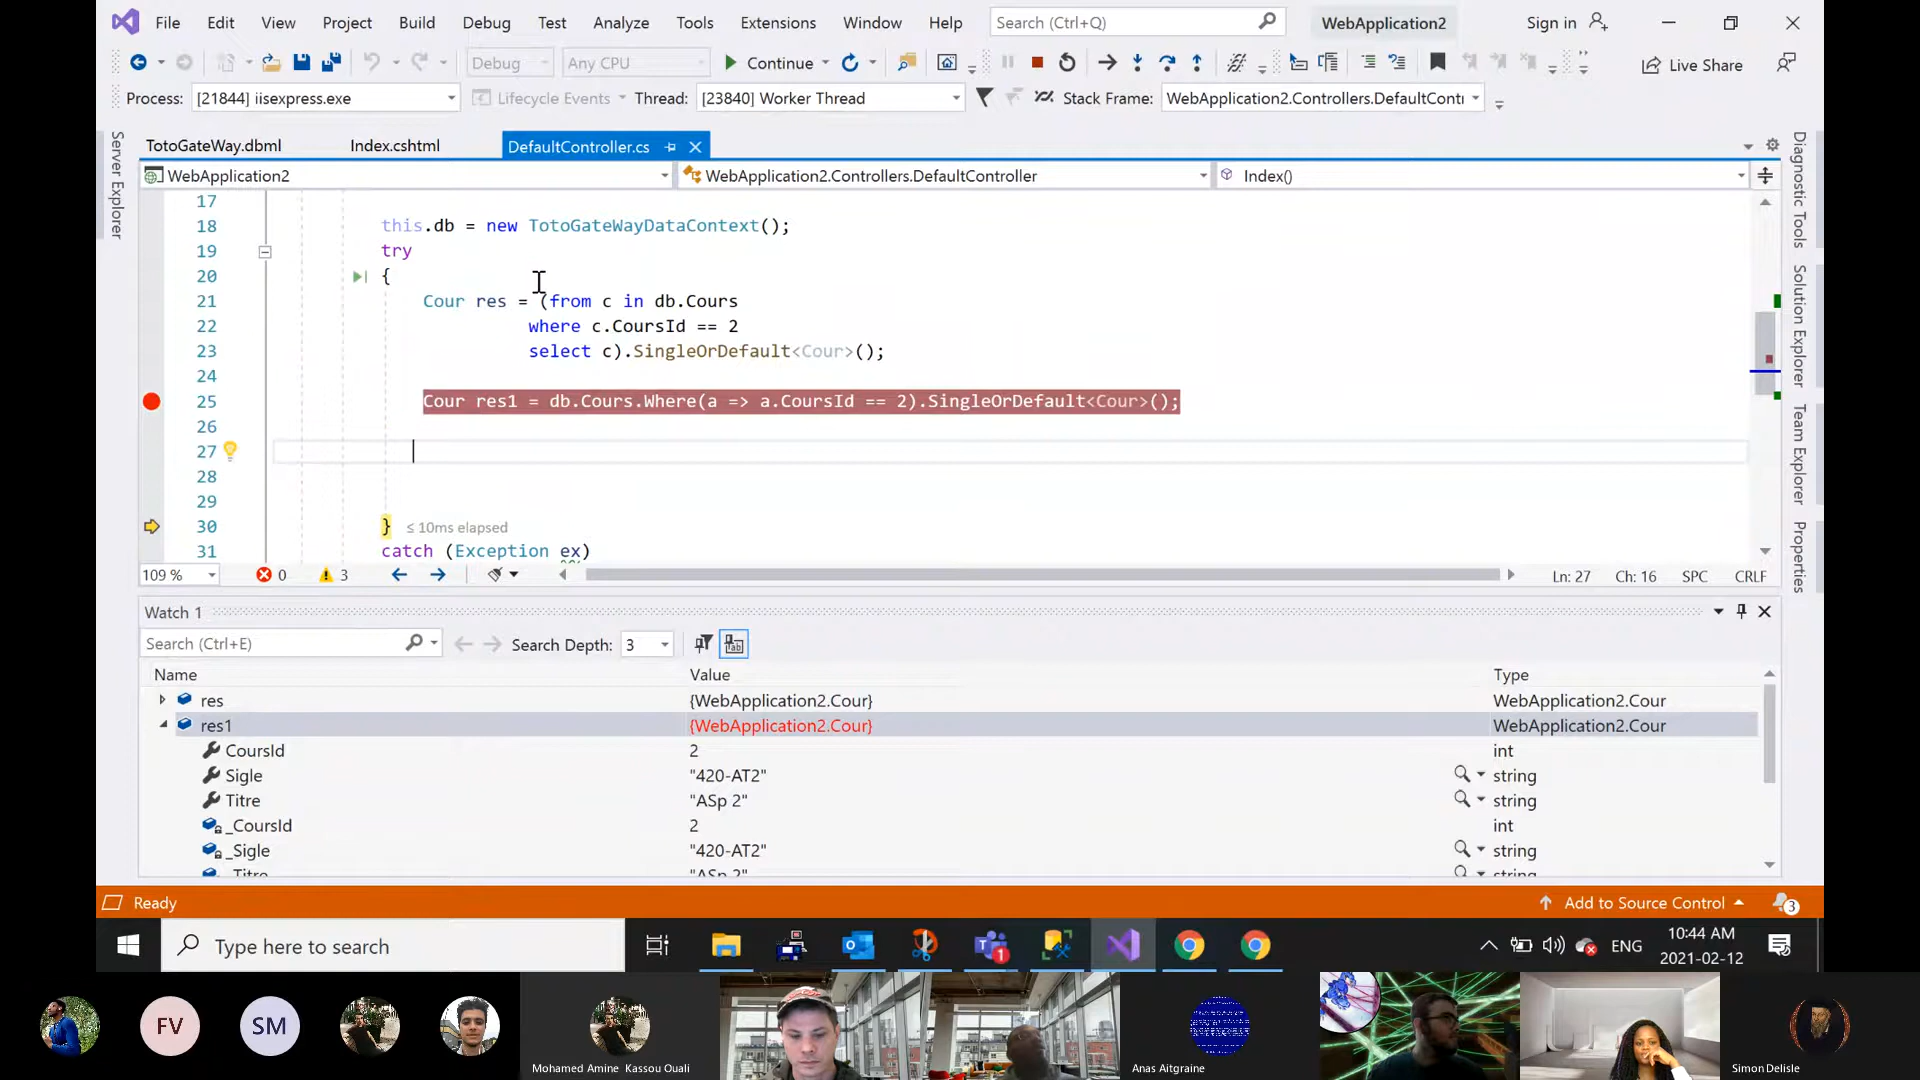 File Edit View Project Build Debug Test Analyze Tools Extensions Window Help Search (Ctrl+Q) WebApplication2 Sign in
Debug Any CPU Continue Live Share
Process: [21844] iisexpress.exe Lifecycle Events Thread: [23840] Worker Thread Stack Frame: WebApplication2.Controllers.DefaultContr
TotoGateWay.dbml Index.cshtml DefaultController.cs
WebApplication2 WebApplication2.Controllers.DefaultController Index()
Server Explorer
Diagnostic Tools
Solution Explorer
Team Explorer
Properties
17
18 this.db = new TotoGateWayDataContext();
19 try
20 {
21 Cour res = (from c in db.Cours
22 where c.CoursId == 2
23 select c).SingleOrDefault<Cour>();
24
25 Cour res1 = db.Cours.Where(a => a.CoursId == 2).SingleOrDefault<Cour>();
26
27
28
29
30 } ≤ 10ms elapsed
31 catch (Exception ex)
109 % 0 3 Ln: 27 Ch: 16 SPC CRLF
Watch 1
Search (Ctrl+E) Search Depth: 3
Name Value Type
res {WebApplication2.Cour} WebApplication2.Cour
res1 {WebApplication2.Cour} WebApplication2.Cour
CoursId 2 int
Sigle "420-AT2" string
Titre "ASp 2" string
_CoursId 2 int
_Sigle "420-AT2" string
_Titre "ASp 2" string
Ready Add to Source Control 3
Type here to search 1 ENG 10:44 AM
2021-02-12
FV SM
Mohamed Amine Kassou Ouali Anas Aitgraine Simon Delisle